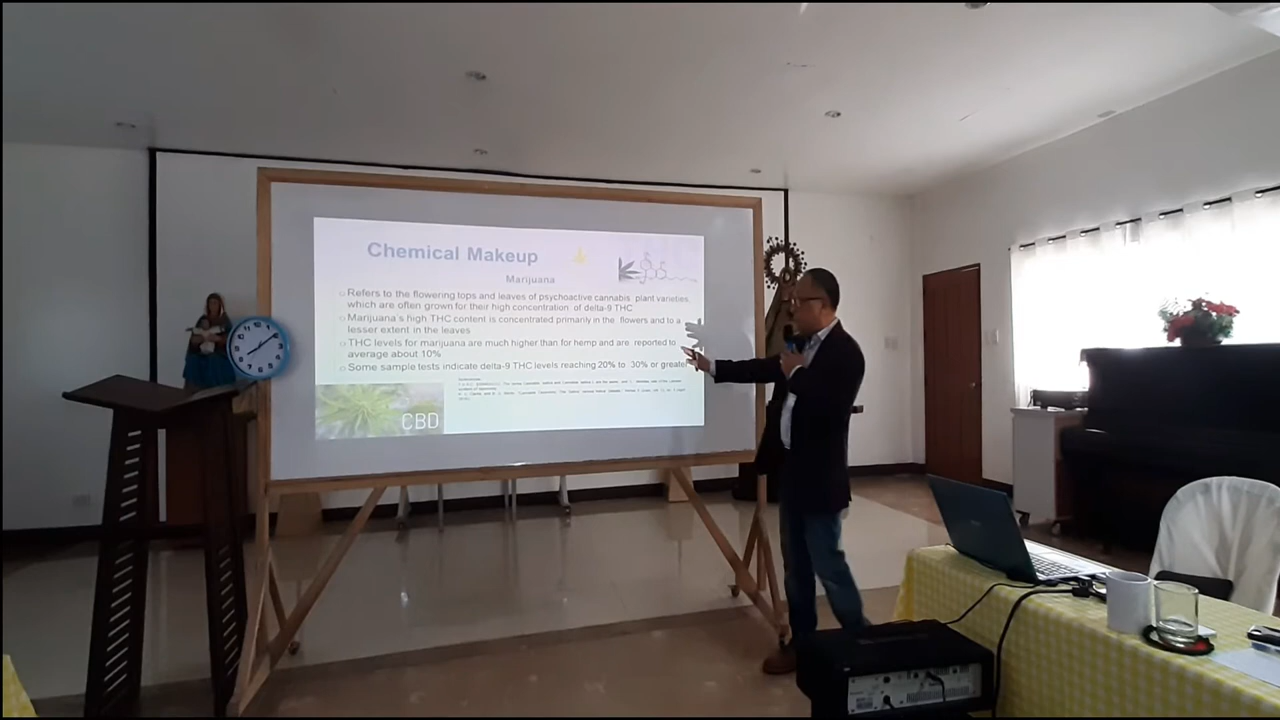 Chemical Makeup
Marijuana
Refers to the flowering tops and leaves of psychoactive cannabis plant varieties,
which are often grown for their high concentration of delta-9 THC
Marijuana's high THC content is concentrated primarily in the flowers and to a
lesser extent in the leaves
THC levels for marijuana are much higher than for hemp and are reported to
average about 10%
Some sample tests indicate delta-9 THC levels reaching 20% to 30% or greater
CBD